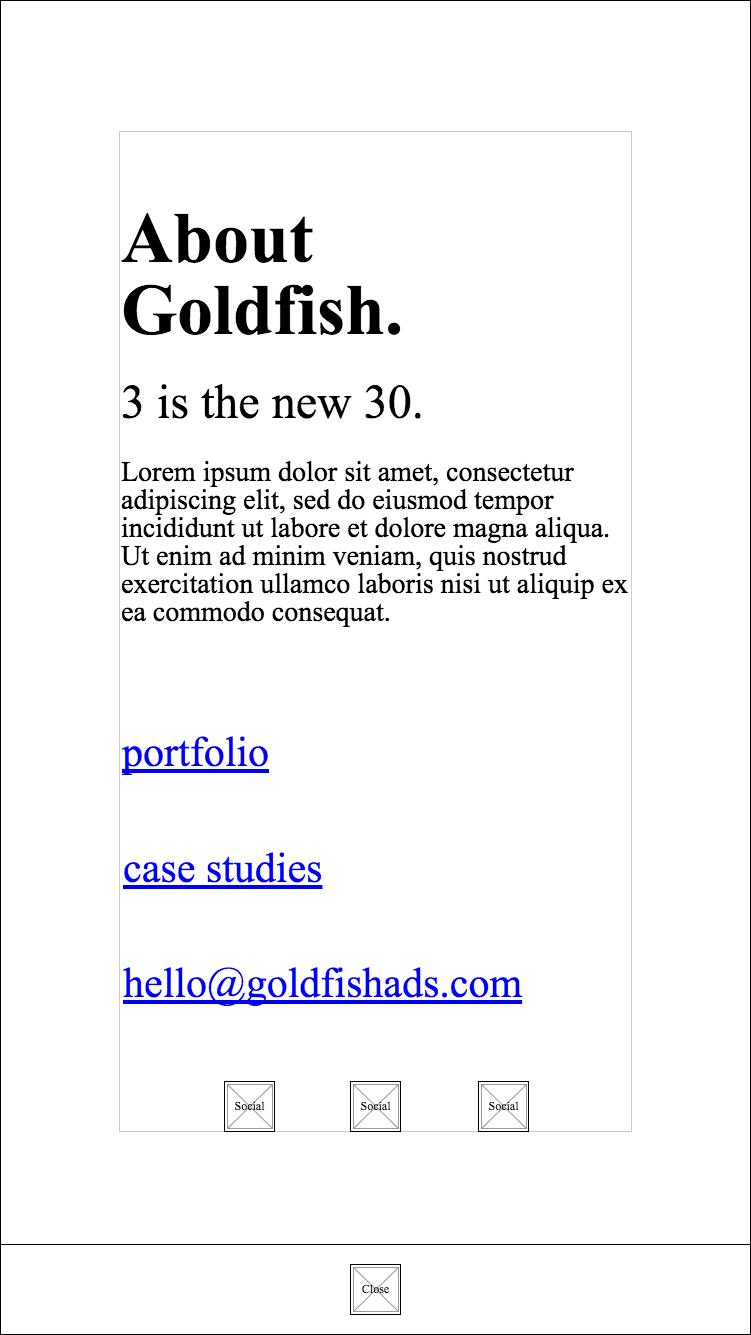 About
Goldfish.
3 is the new 30.
Lorem ipsum dolor sit amet, consectetur
adipiscing elit, sed do eiusmod tempor
incididunt ut labore et dolore magna aliqua.
Ut enim ad minim veniam, quis nostrud
exercitation ullamco laboris nisi ut aliquip ex
ea commodo consequat.
portfolio
case studies
hello@goldfishads.com
Social Social Social
Close